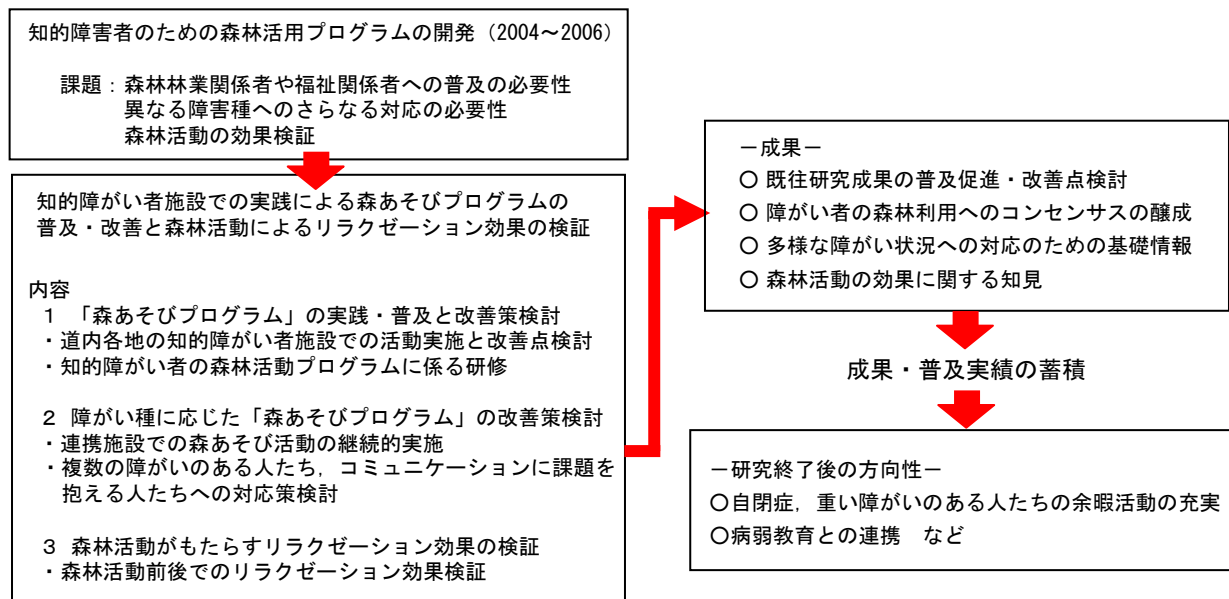 知的障害者のための森林活用プログラムの開発（2004～2006）
課題：森林林業関係者や福祉関係者への普及の必要性
異なる障害種へのさらなる対応の必要性
森林活動の効果検証
知的障がい者施設での実践による森あそびプログラムの
普及・改善と森林活動によるリラクゼーション効果の検証
内容
１ 「森あそびプログラム」の実践・普及と改善策検討
・道内各地の知的障がい者施設での活動実施と改善点検討
・知的障がい者の森林活動プログラムに係る研修
２ 障がい種に応じた「森あそびプログラム」の改善策検討
・連携施設での森あそび活動の継続的実施
・複数の障がいのある人たち，コミュニケーションに課題を
抱える人たちへの対応策検討
３ 森林活動がもたらすリラクゼーション効果の検証
・森林活動前後でのリラクゼーション効果検証
－成果－
○ 既往研究成果の普及促進・改善点検討
○ 障がい者の森林利用へのコンセンサスの醸成
○ 多様な障がい状況への対応のための基礎情報
○ 森林活動の効果に関する知見
成果・普及実績の蓄積
－研究終了後の方向性－
○自閉症，重い障がいのある人たちの余暇活動の充実
○病弱教育との連携　など